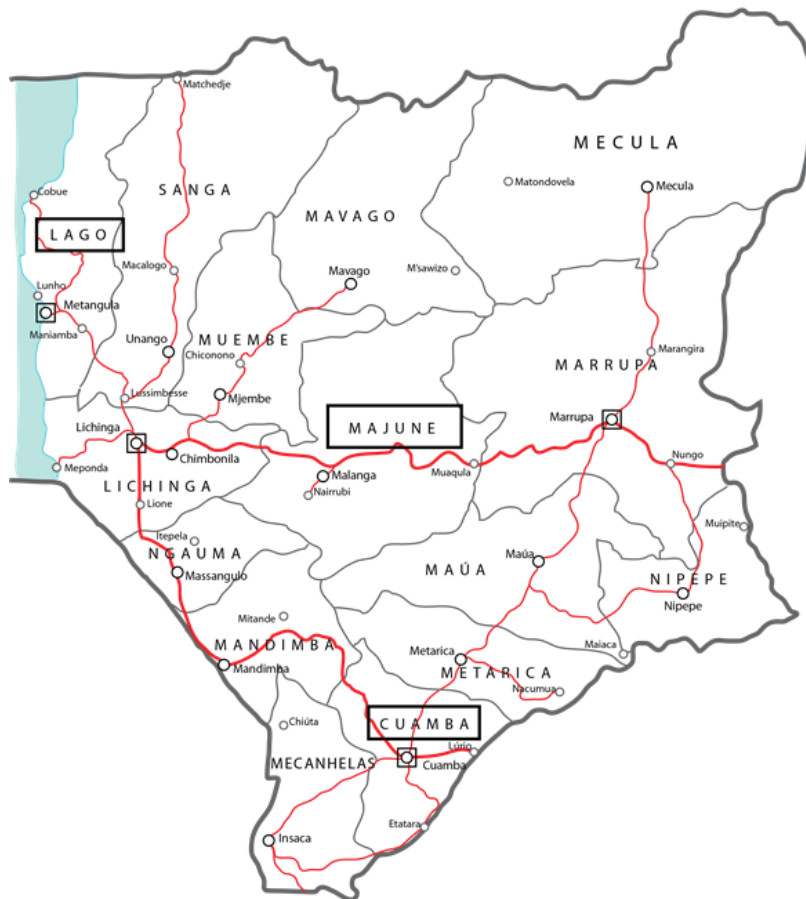 Matchedje
MECULA
Matondovela
Mecula
Cobue
SANGA
MAVAGO
LAGO
Macalogo
M'sawizo
Mavago
Lunho
Metangula
Maniamba
Unango
MUEMBE
Chiconono
Marangira
MARRUPA
Lussimbesse
Mjembe
Marrupa
Lichinga
MAJUNE
Chimbonila
Meponda
Malanga
Muaqula
Nungo
LICHINGA
Nairrubi
Lione
Muipite
Itepela
NGAUMA
Maúa
MAÚA
Massangulo
NIPEPE
Nipepe
Mitande
MANDIMBA
Metarica
Maiaca
Mandimba
METARICA
Nacumua
Chiúta
CUAMBA
Lúrio
MECANHELAS
Cuamba
Etatara
Insaca